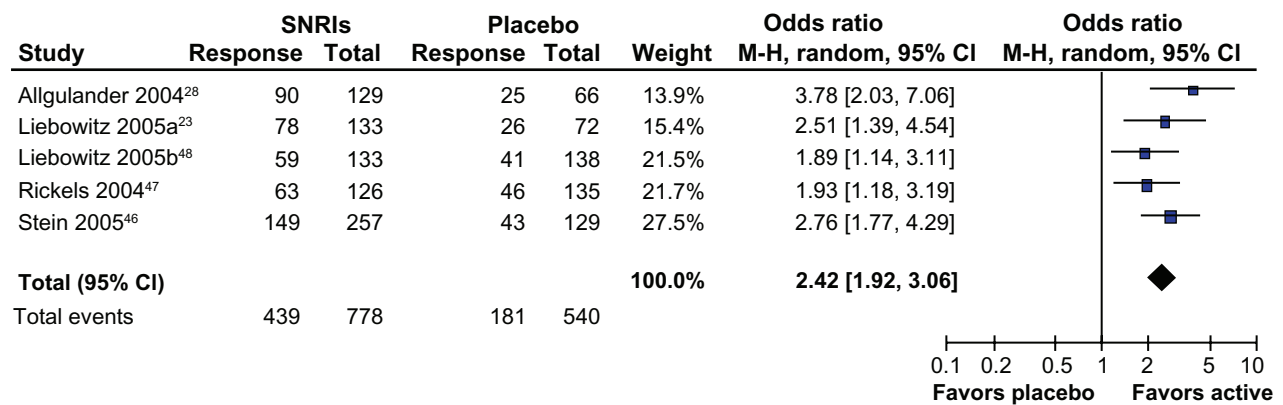 SNRIs Placebo Odds ratio Odds ratio
Study Response Total Response Total Weight M-H, random, 95% CI M-H, random, 95% CI
Allgulander 2004²⁸ 90 129 25 66 13.9% 3.78 [2.03, 7.06]
Liebowitz 2005a²³ 78 133 26 72 15.4% 2.51 [1.39, 4.54]
Liebowitz 2005b⁴⁸ 59 133 41 138 21.5% 1.89 [1.14, 3.11]
Rickels 2004⁴⁷ 63 126 46 135 21.7% 1.93 [1.18, 3.19]
Stein 2005⁴⁶ 149 257 43 129 27.5% 2.76 [1.77, 4.29]
Total (95% CI) 100.0% 2.42 [1.92, 3.06]
Total events 439 778 181 540
0.1 0.2 0.5 1 2 5 10
Favors placebo Favors active